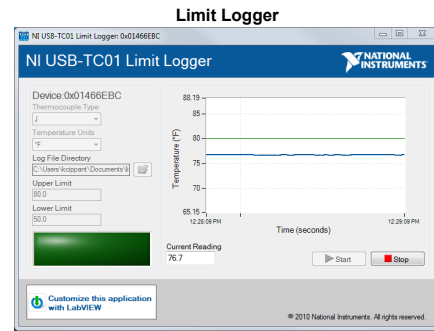 Limit Logger
NI USB-TC01 Limit Logger: 0x01466EBC
NI USB-TC01 Limit Logger
NATIONAL
INSTRUMENTS
Device:0x01466EBC
Thermocouple Type
J
Temperature Units
°F
Log File Directory
C:\Users\kcippant\Documents\l
Upper Limit
80.0
Lower Limit
50.0
Temperature (°F)
88.19
85
80
75
70
65.15
12:28:09 PM
12:29:09 PM
Time (seconds)
Current Reading
76.7
Start
Stop
Customize this application
with LabVIEW
© 2010 National Instruments. All rights reserved.